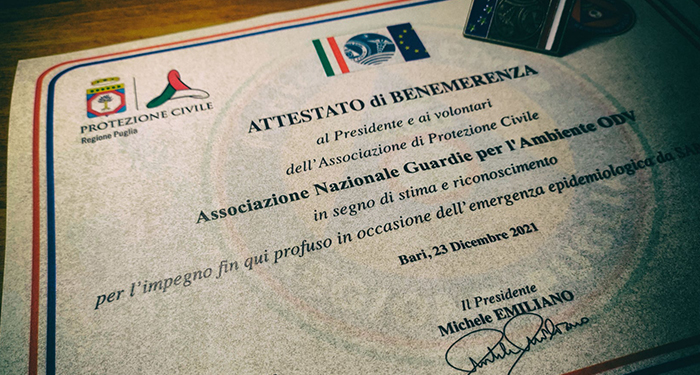 PROTEZIONE CIVILE
Regione Puglia
ATTESTATO di BENEMERENZA
al Presidente e ai volontari
dell'Associazione di Protezione Civile
Associazione Nazionale Guardie per l'Ambiente ODV
in segno di stima e riconoscimento
per l'impegno fin qui profuso in occasione dell'emergenza epidemiologica da
Bari, 23 Dicembre 2021
Il Presidente
Michele EMILIANO